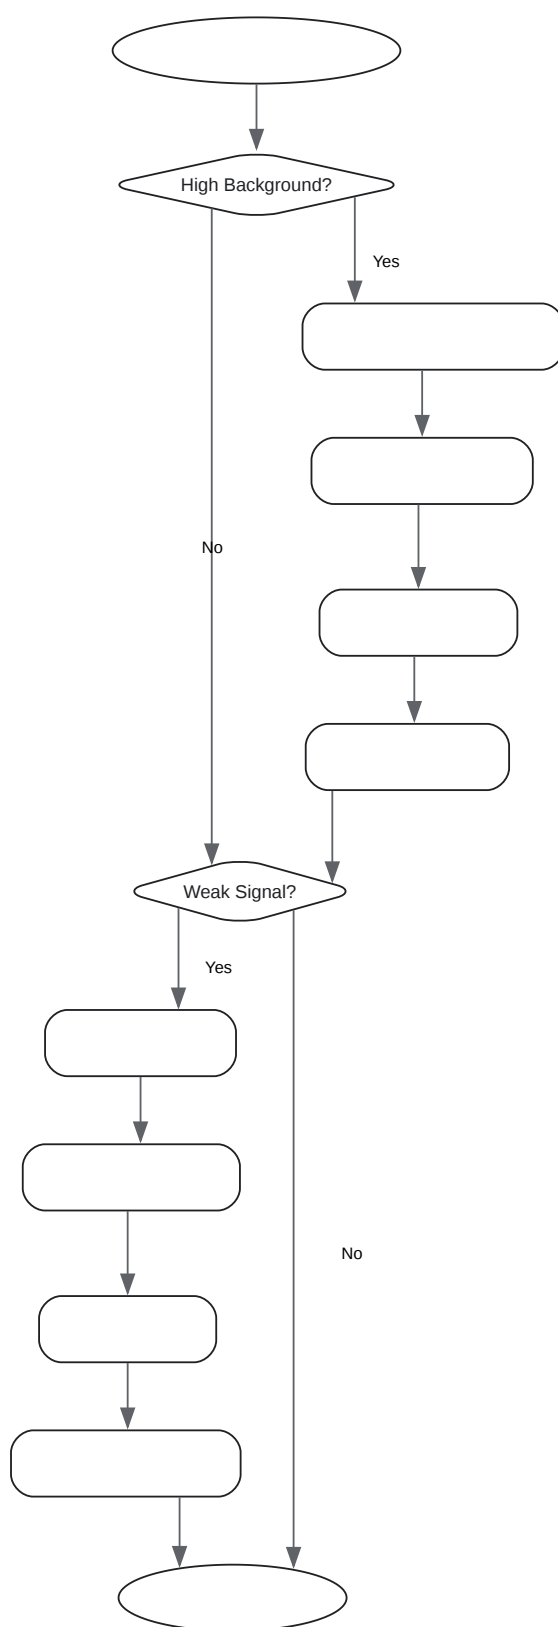 High Background?
Yes
No
Weak Signal?
Yes
No